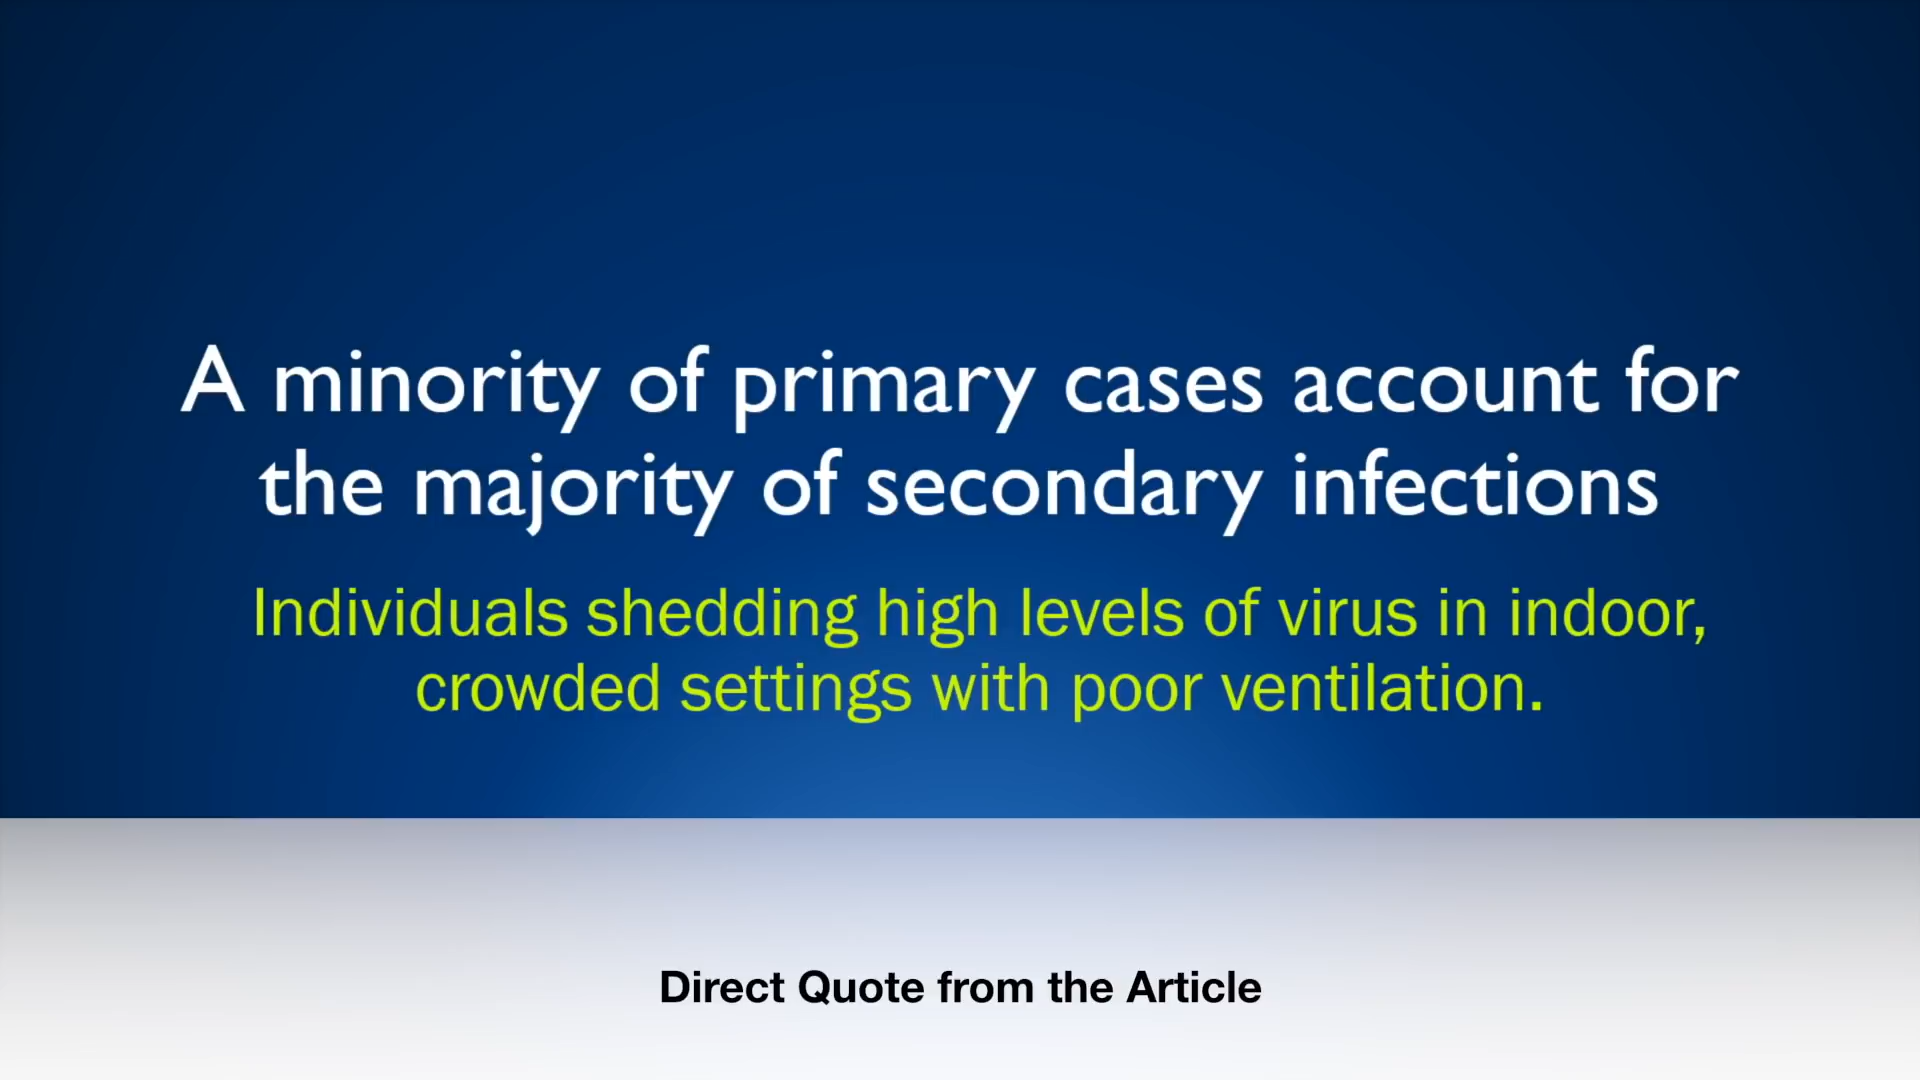 A minority of primary cases account for
the majority of secondary infections
Individuals shedding high levels of virus in indoor,
crowded settings with poor ventilation.
Direct Quote from the Article